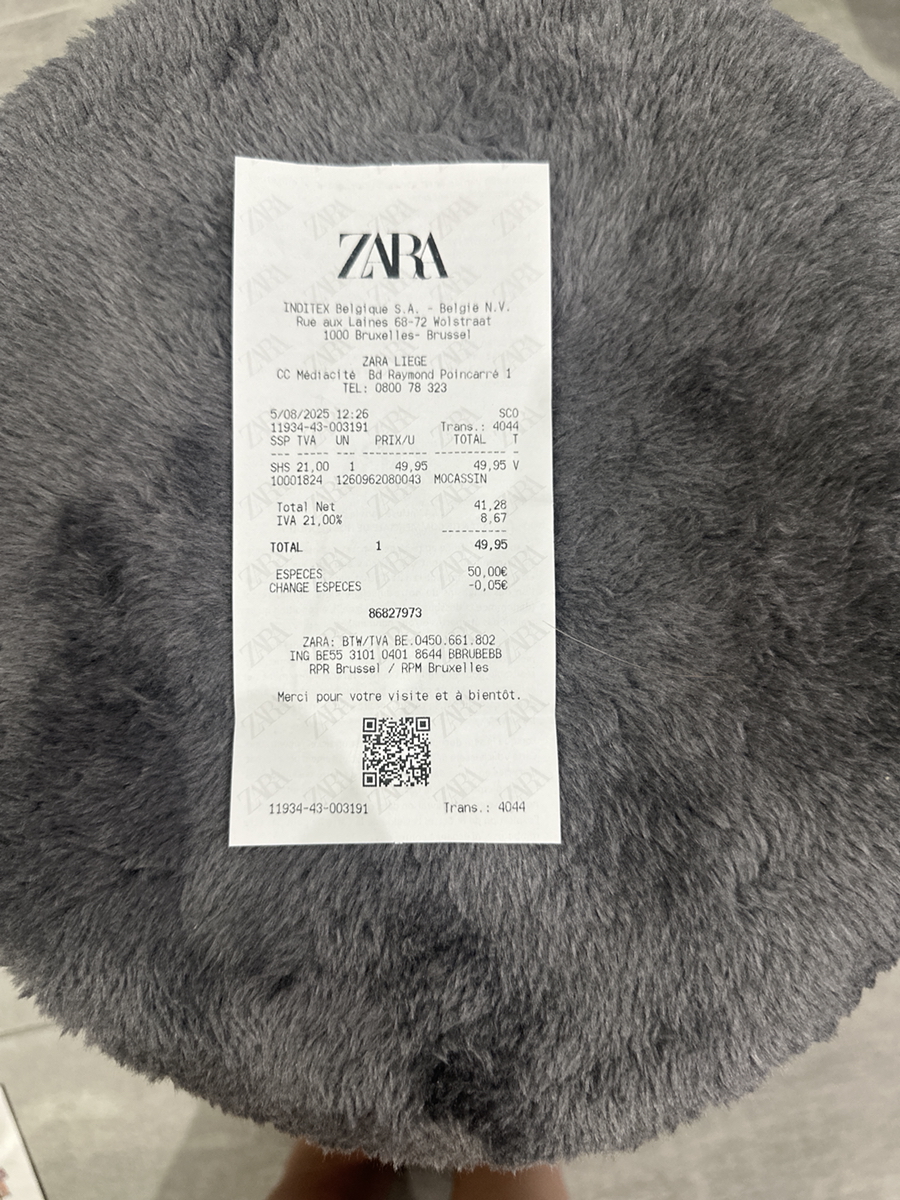 ZARA
INDITEX Belgique S.A. - België N.V.
Rue aux Laines 68-72 Wolstraat
1000 Bruxelles- Brussel
ZARA LIEGE
CC Médiacité Bd Raymond Poincarré 1
TEL: 0800 78 323
5/08/2025 12:26 SCO
11934-43-003191 Trans.: 4044
SSP TVA UN PRIX/U TOTAL T
SHS 21,00 1 49,95 49,95 V
10001824 1260962080043 MOCASSIN
Total Net 41,28
IVA 21,00% 8,67
TOTAL 1 49,95
ESPECES 50,00€
CHANGE ESPECES -0,05€
86827973
ZARA: BTW/TVA BE.0450.661.802
ING BE55 3101 0401 8644 BBRUBEBB
RPR Brussel / RPM Bruxelles
Merci pour votre visite et à bientôt.
11934-43-003191 Trans.: 4044